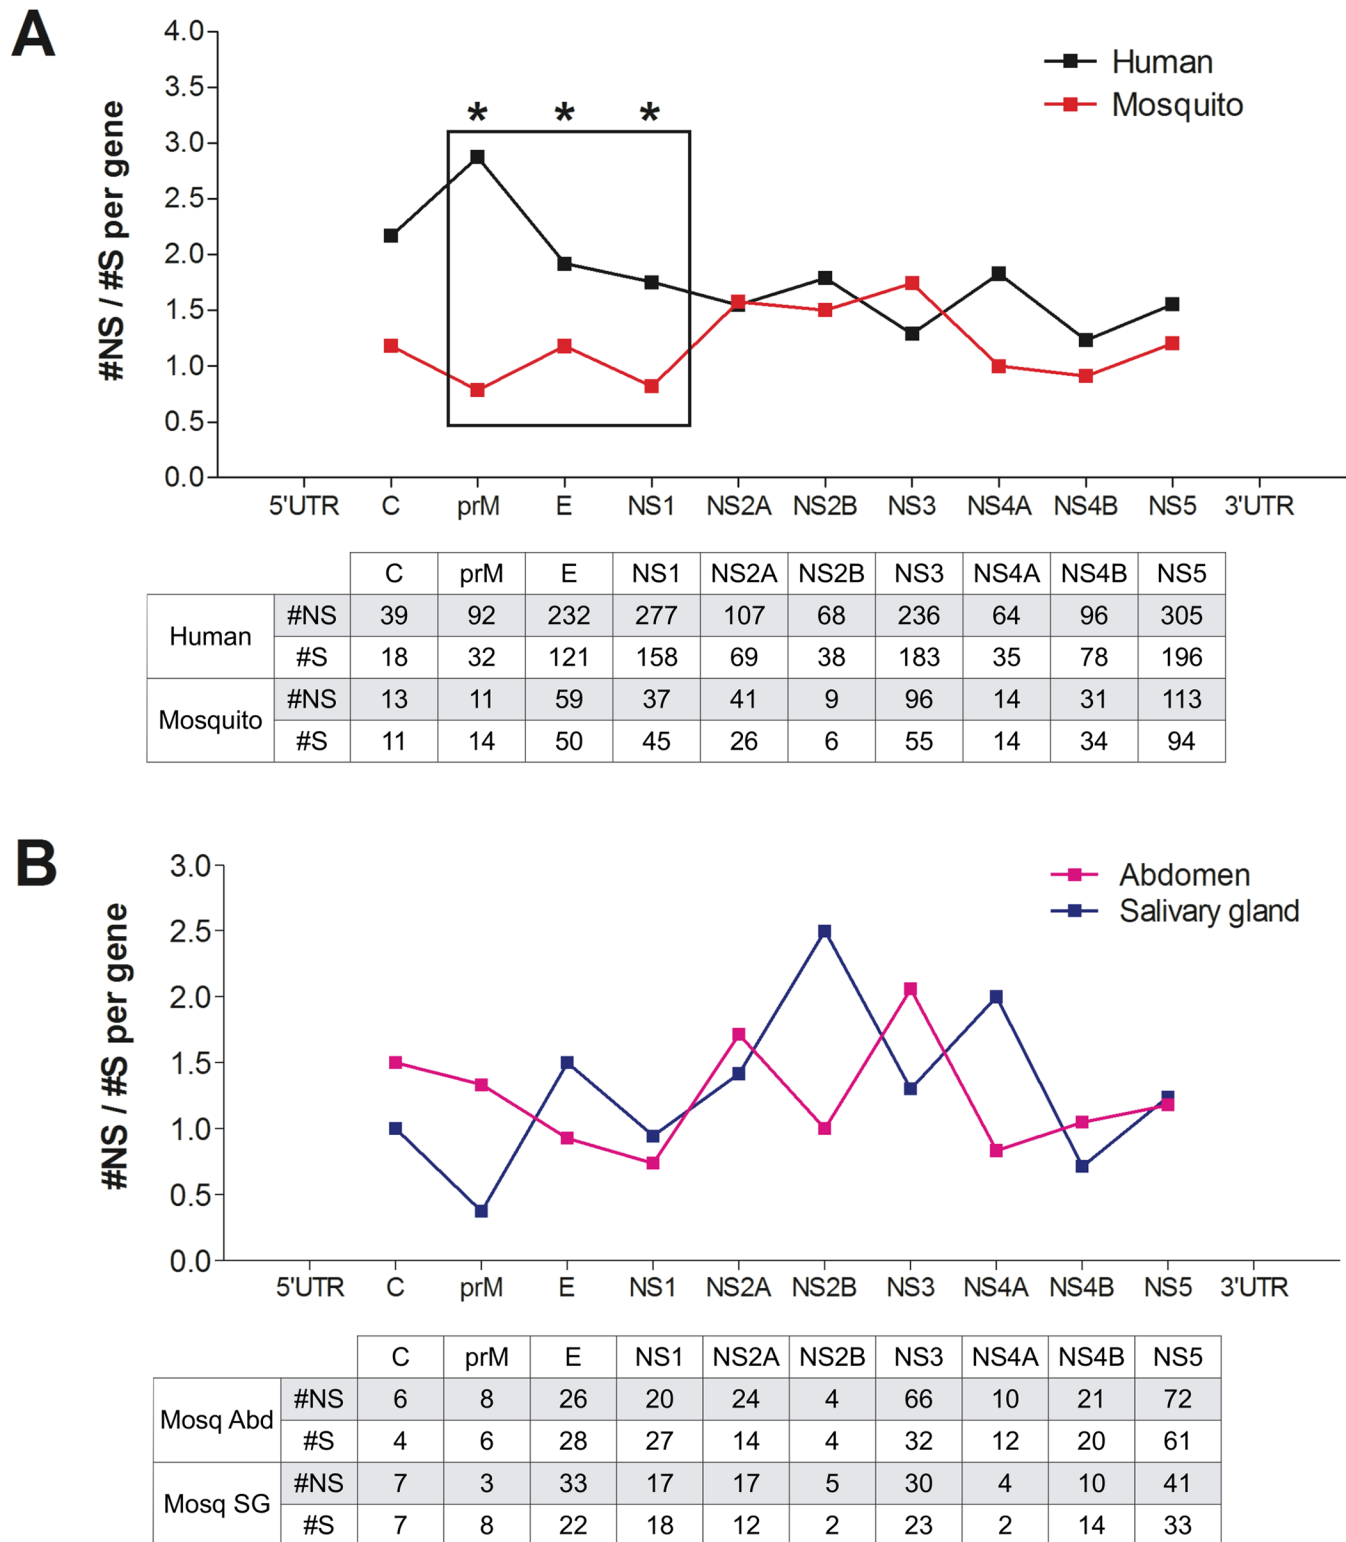 A
#NS / #S per gene
4.0
3.5
3.0
2.5
2.0
1.5
1.0
0.5
0.0
* * *
Human
Mosquito
5'UTR C prM E NS1 NS2A NS2B NS3 NS4A NS4B NS5 3'UTR
C prM E NS1 NS2A NS2B NS3 NS4A NS4B NS5
Human #NS 39 92 232 277 107 68 236 64 96 305
#S 18 32 121 158 69 38 183 35 78 196
Mosquito #NS 13 11 59 37 41 9 96 14 31 113
#S 11 14 50 45 26 6 55 14 34 94
B
#NS / #S per gene
3.0
2.5
2.0
1.5
1.0
0.5
0.0
Abdomen
Salivary gland
5'UTR C prM E NS1 NS2A NS2B NS3 NS4A NS4B NS5 3'UTR
C prM E NS1 NS2A NS2B NS3 NS4A NS4B NS5
Mosq Abd #NS 6 8 26 20 24 4 66 10 21 72
#S 4 6 28 27 14 4 32 12 20 61
Mosq SG #NS 7 3 33 17 17 5 30 4 10 41
#S 7 8 22 18 12 2 23 2 14 33